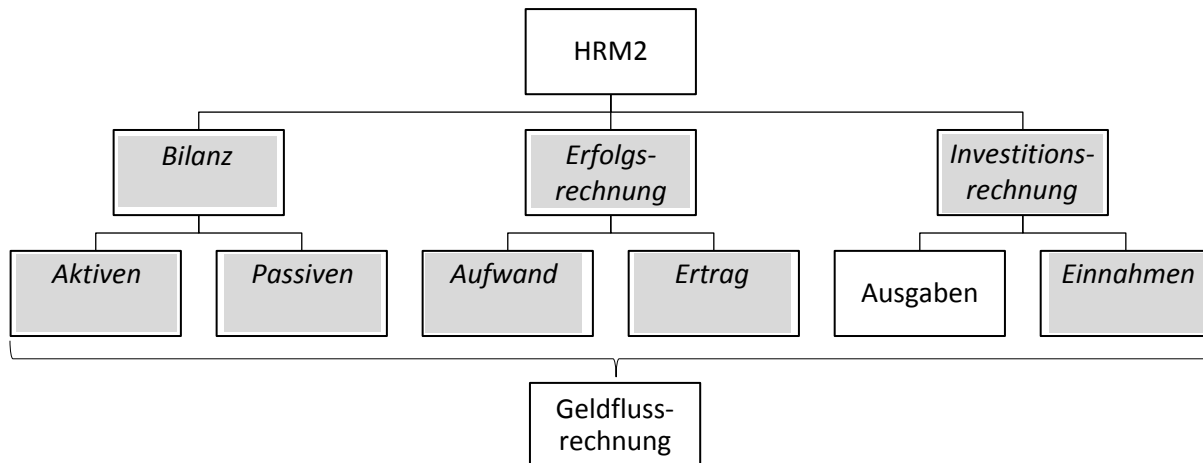 HRM2
Bilanz
Erfolgs-
rechnung
Investitions-
rechnung
Aktiven
Passiven
Aufwand
Ertrag
Ausgaben
Einnahmen
Geldfluss-
rechnung